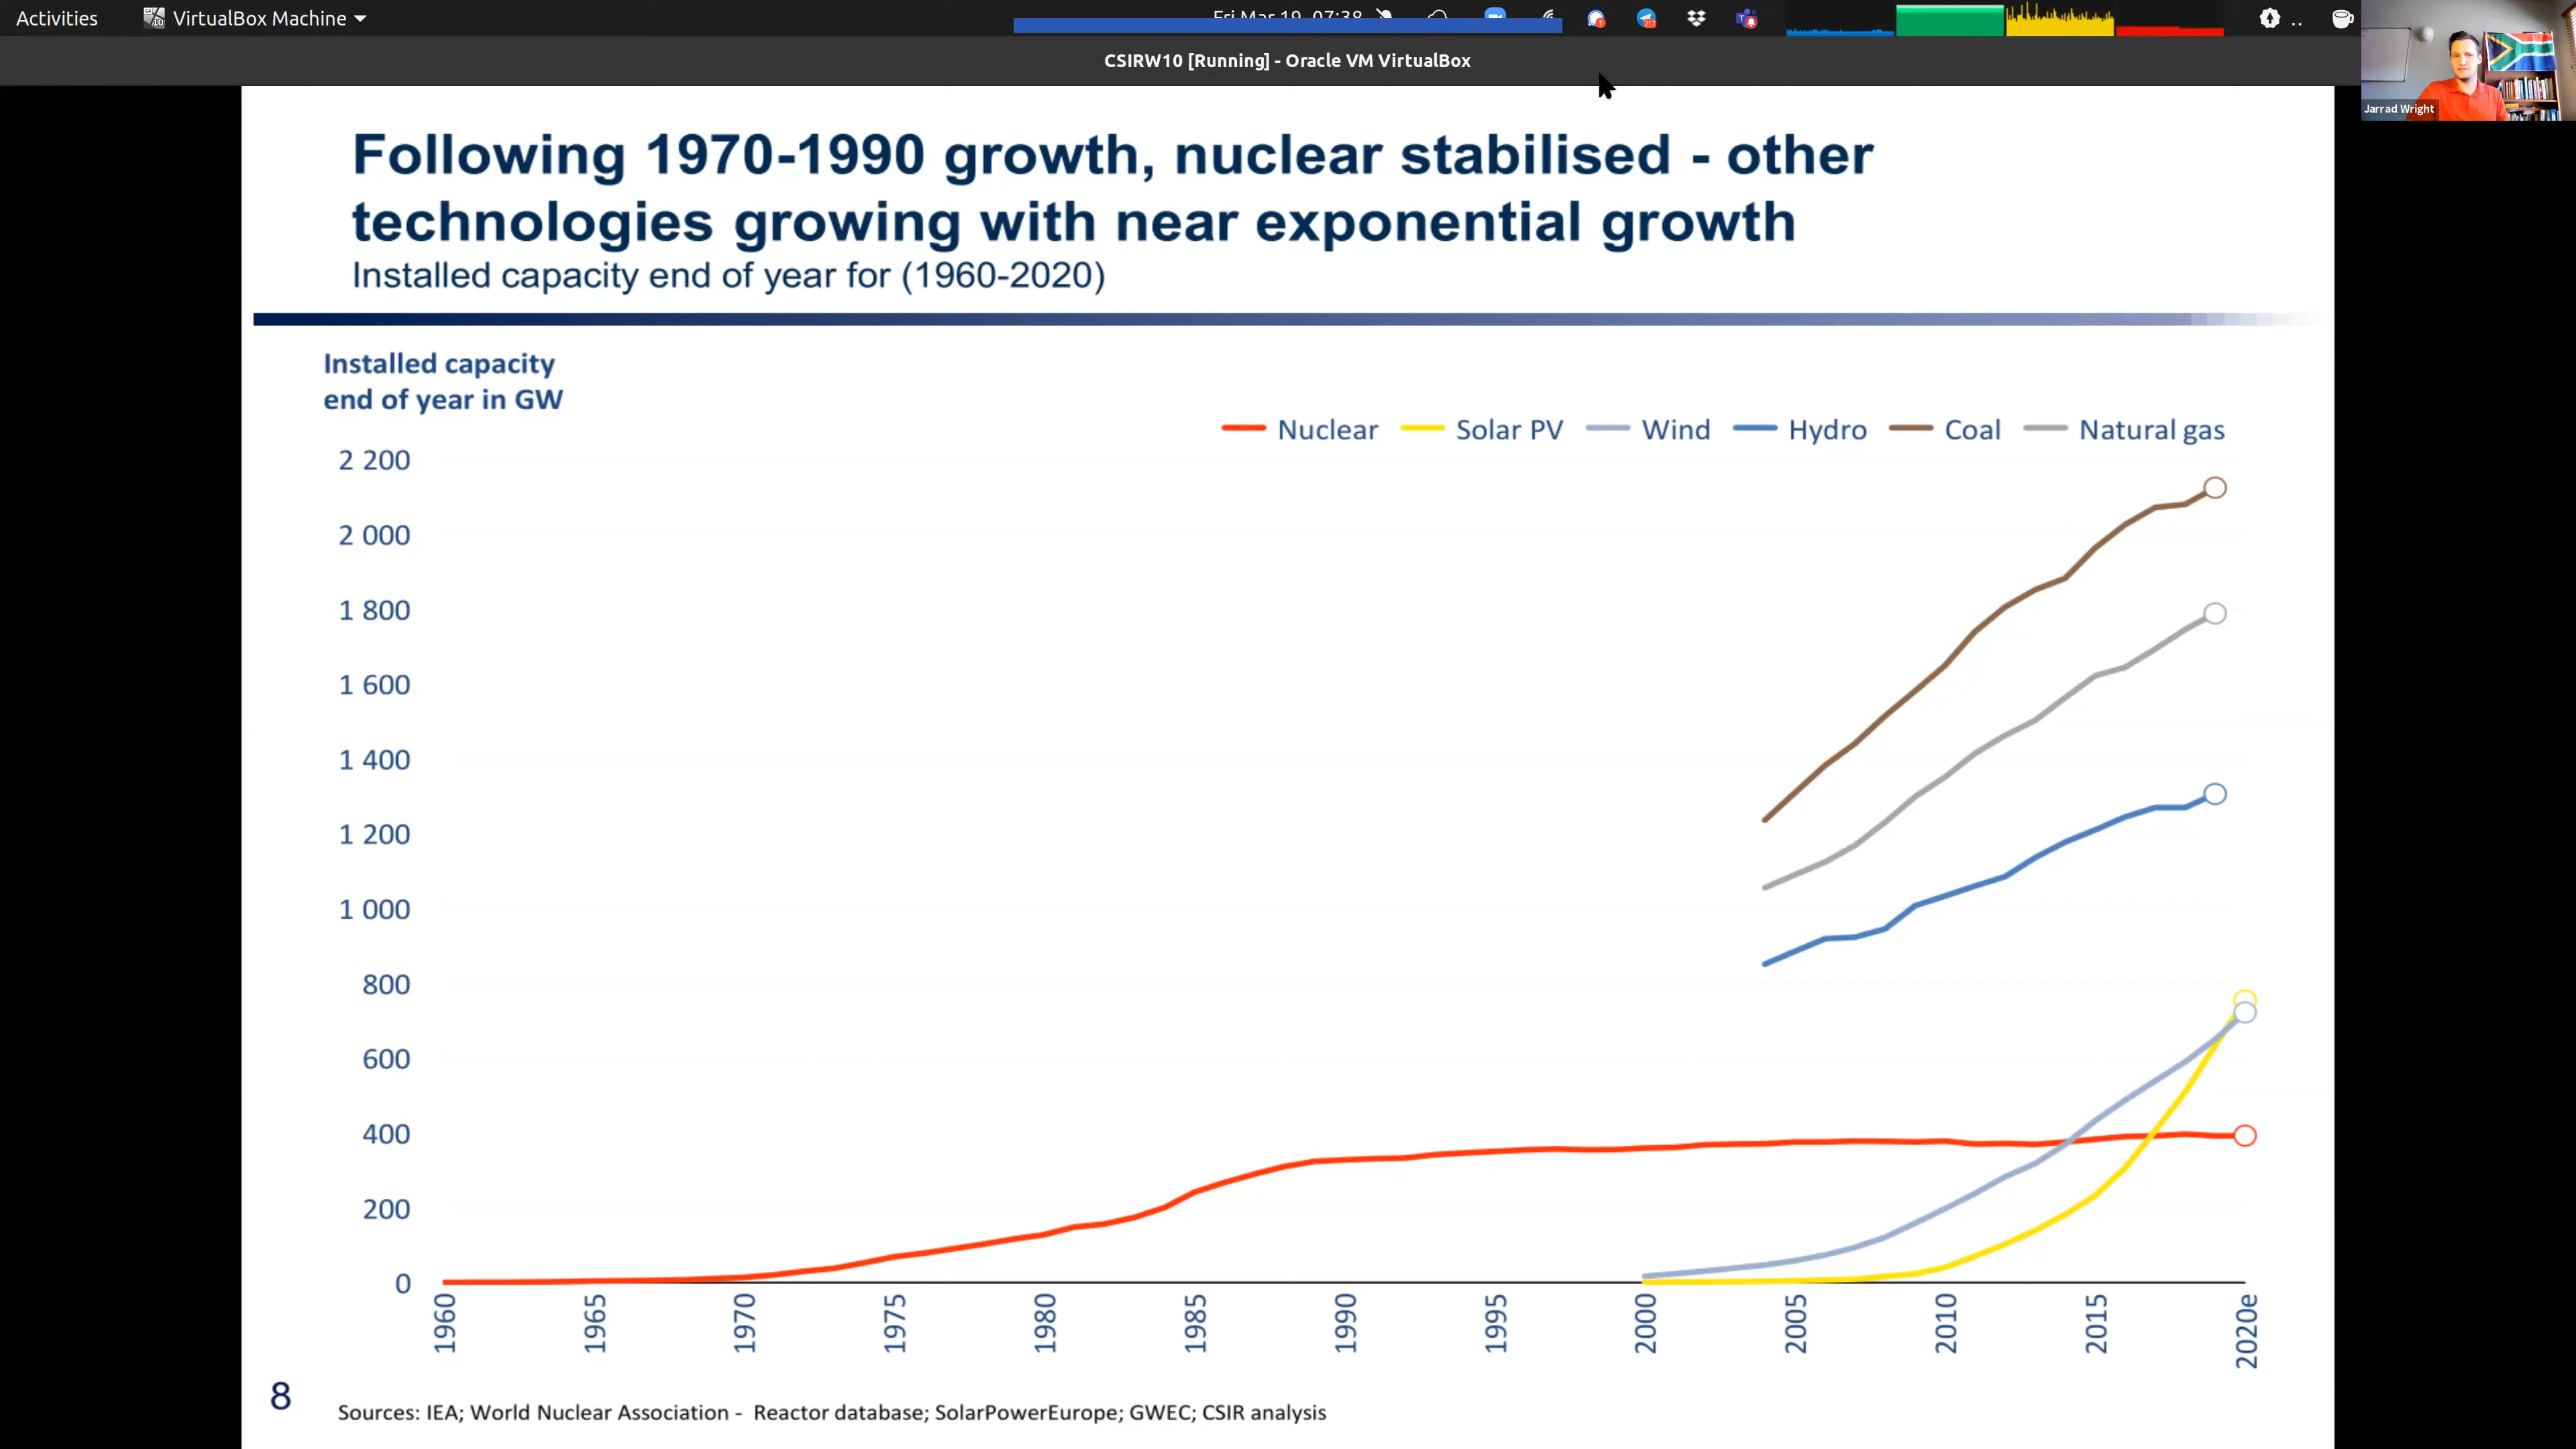 Activities
VirtualBox Machine
Fri Mar 19 07:38
CSIRW10 [Running] - Oracle VM VirtualBox
Jarrad Wright
Following 1970-1990 growth, nuclear stabilised - other
technologies growing with near exponential growth
Installed capacity end of year for (1960-2020)
Installed capacity
end of year in GW
Nuclear
Solar PV
Wind
Hydro
Coal
Natural gas
2 200
2 000
1 800
1 600
1 400
1 200
1 000
800
600
400
200
0
1960
1965
1970
1975
1980
1985
1990
1995
2000
2005
2010
2015
2020e
8
Sources: IEA; World Nuclear Association - Reactor database; SolarPowerEurope; GWEC; CSIR analysis